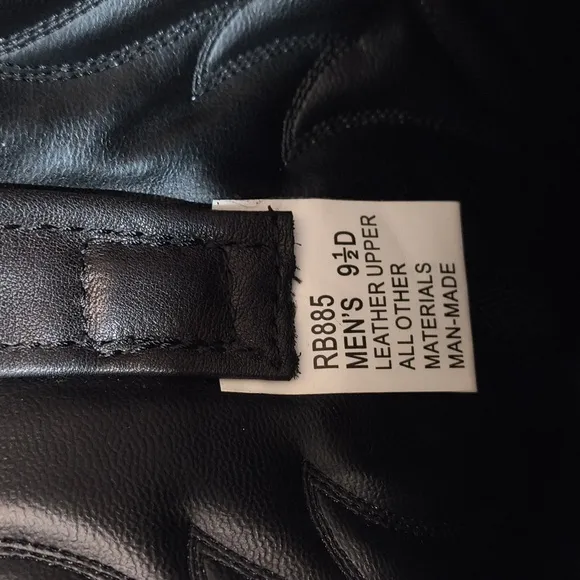 RB885
MEN'S 9½D
LEATHER UPPER
ALL OTHER
MATERIALS
MAN-MADE